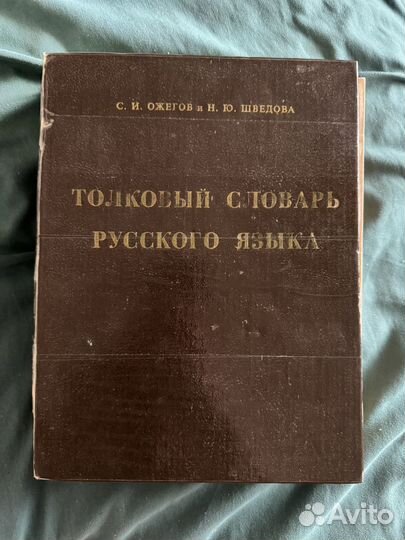 С. И. ОЖЕГОВ и Н. Ю. ШВЕДОВА
ТОЛКОВЫЙ СЛОВАРЬ
РУССКОГО ЯЗЫКА
Avito